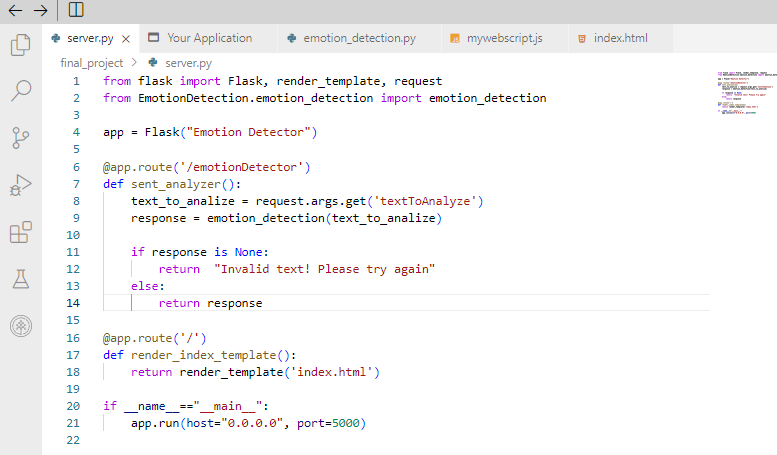 server.py
Your Application
emotion_detection.py
mywebscript.js
index.html
final_project > server.py
1 from flask import Flask, render_template, request
2 from EmotionDetection.emotion_detection import emotion_detection
3
4 app = Flask("Emotion Detector")
5
6 @app.route('/emotionDetector')
7 def sent_analyzer():
8     text_to_analize = request.args.get('textToAnalyze')
9     response = emotion_detection(text_to_analize)
10
11     if response is None:
12         return  "Invalid text! Please try again"
13     else:
14         return response
15
16 @app.route('/')
17 def render_index_template():
18     return render_template('index.html')
19
20 if __name__=="__main__":
21     app.run(host="0.0.0.0", port=5000)
22